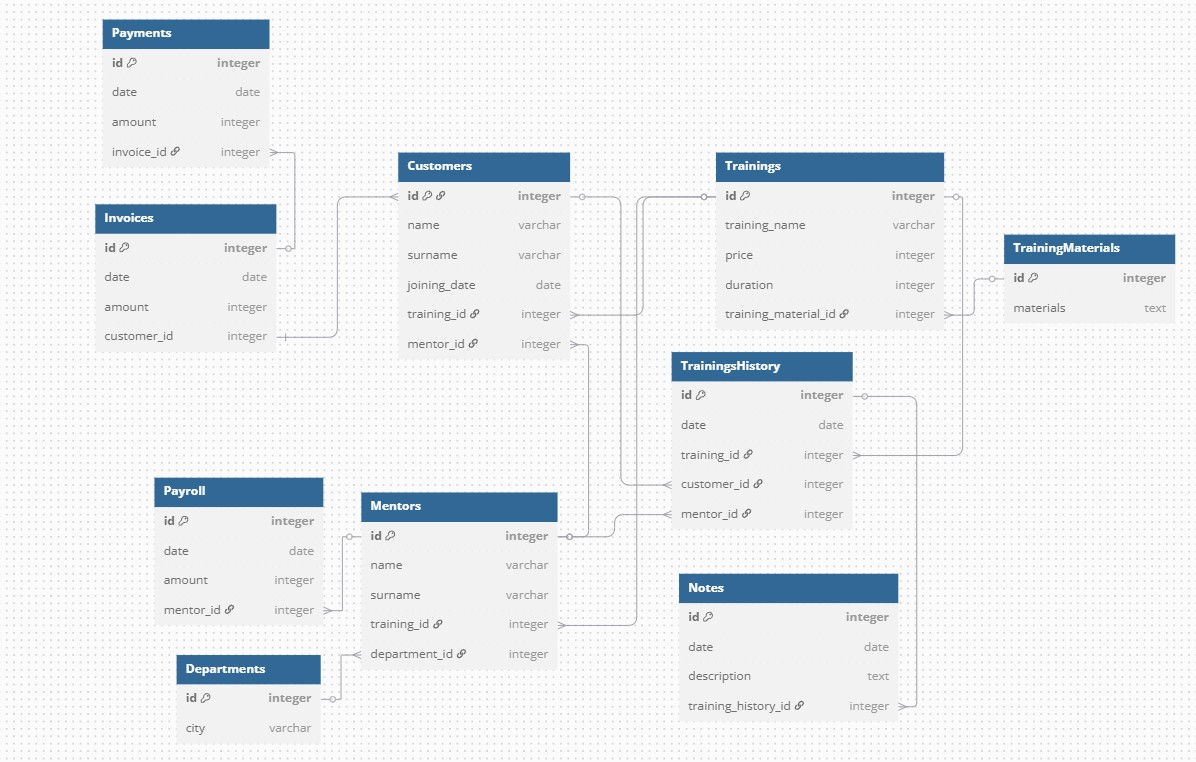 Payments
id integer
date date
amount integer
invoice_id integer
Invoices
id integer
date date
amount integer
customer_id integer
Customers
id integer
name varchar
surname varchar
joining_date date
training_id integer
mentor_id integer
Trainings
id integer
training_name varchar
price integer
duration integer
training_material_id integer
TrainingMaterials
id integer
materials text
TrainingsHistory
id integer
date date
training_id integer
customer_id integer
mentor_id integer
Payroll
id integer
date date
amount integer
mentor_id integer
Mentors
id integer
name varchar
surname varchar
training_id integer
department_id integer
Departments
id integer
city varchar
Notes
id integer
date date
description text
training_history_id integer